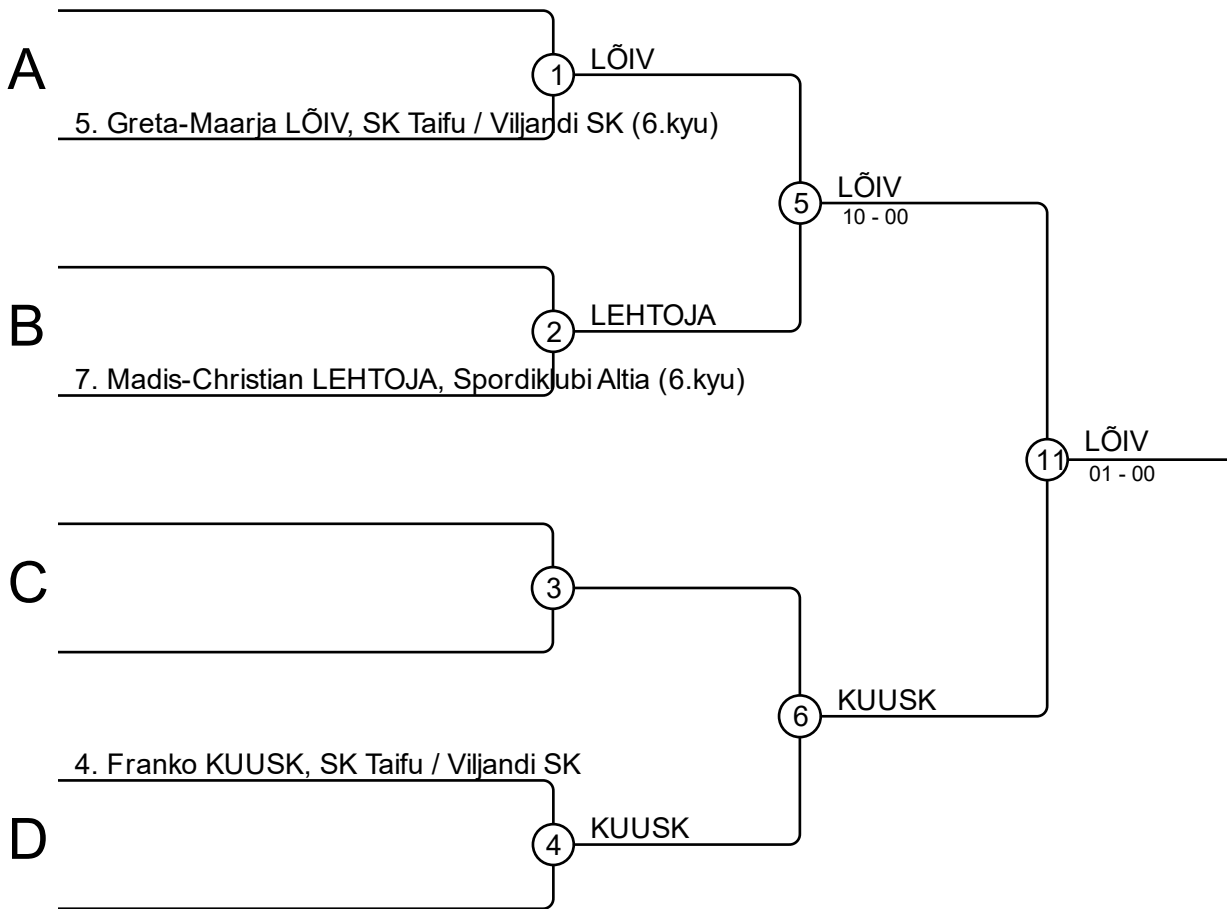 A
1 LÕIV
5. Greta-Maarja LÕIV, SK Taifu / Viljandi SK (6.kyu)
5 LÕIV
10 - 00
B
2 LEHTOJA
7. Madis-Christian LEHTOJA, Spordiklubi Altia (6.kyu)
11 LÕIV
01 - 00
C
3
6 KUUSK
4. Franko KUUSK, SK Taifu / Viljandi SK
D
4 KUUSK